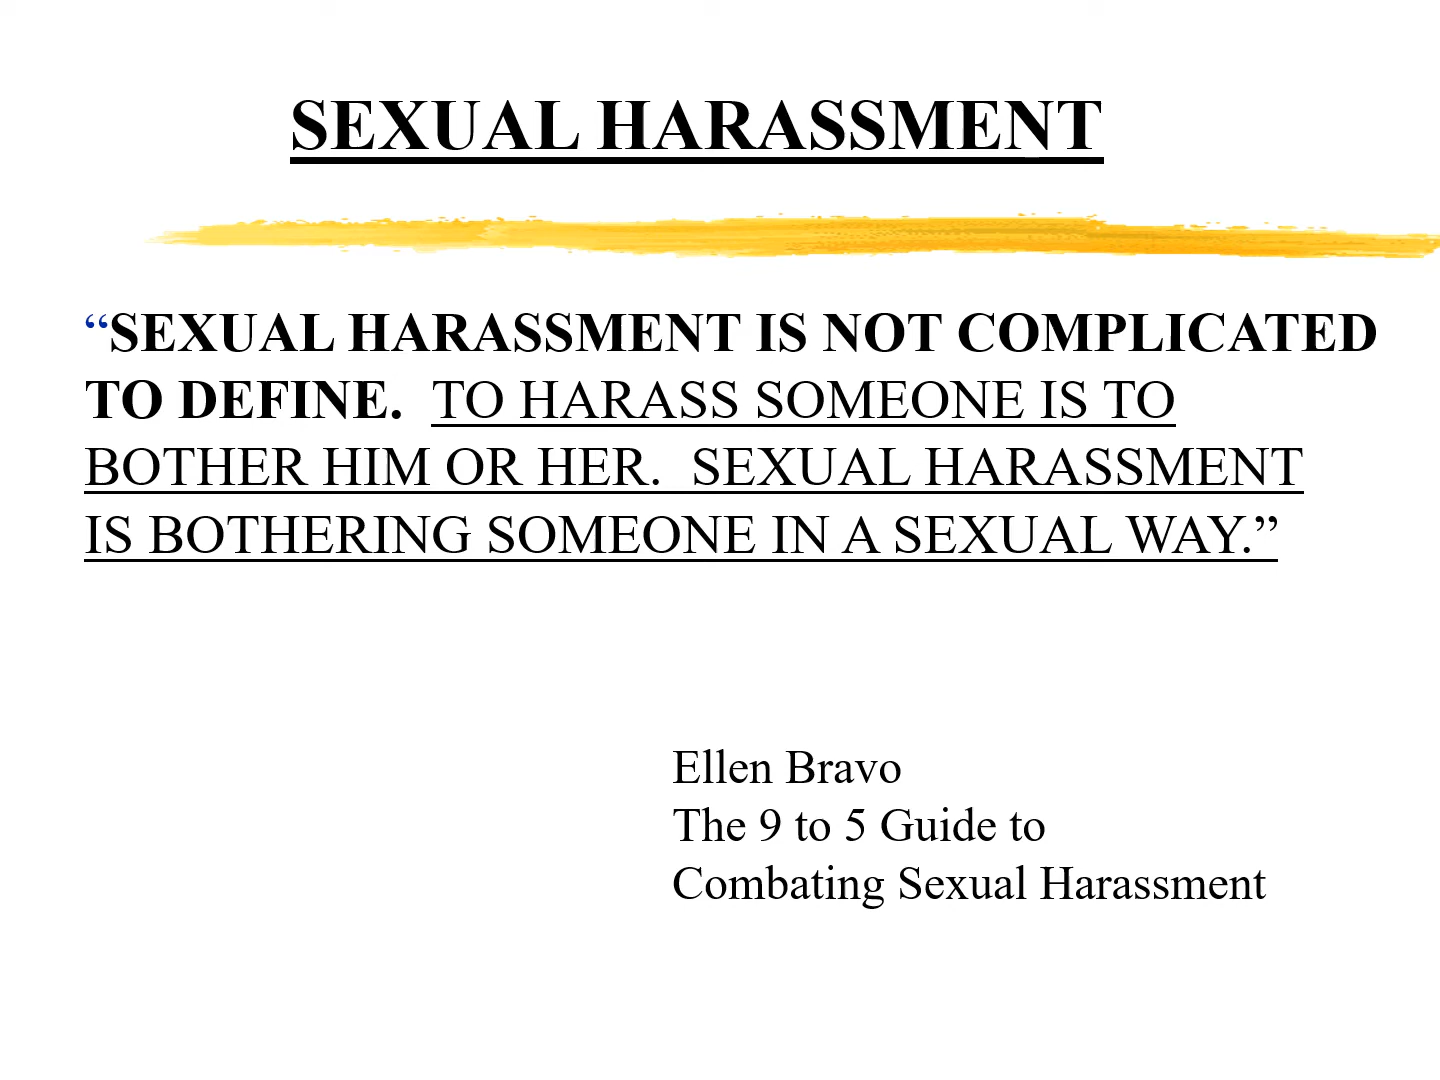 SEXUAL HARASSMENT
“SEXUAL HARASSMENT IS NOT COMPLICATED
TO DEFINE.  TO HARASS SOMEONE IS TO
BOTHER HIM OR HER.  SEXUAL HARASSMENT
IS BOTHERING SOMEONE IN A SEXUAL WAY.”
Ellen Bravo
The 9 to 5 Guide to
Combating Sexual Harassment